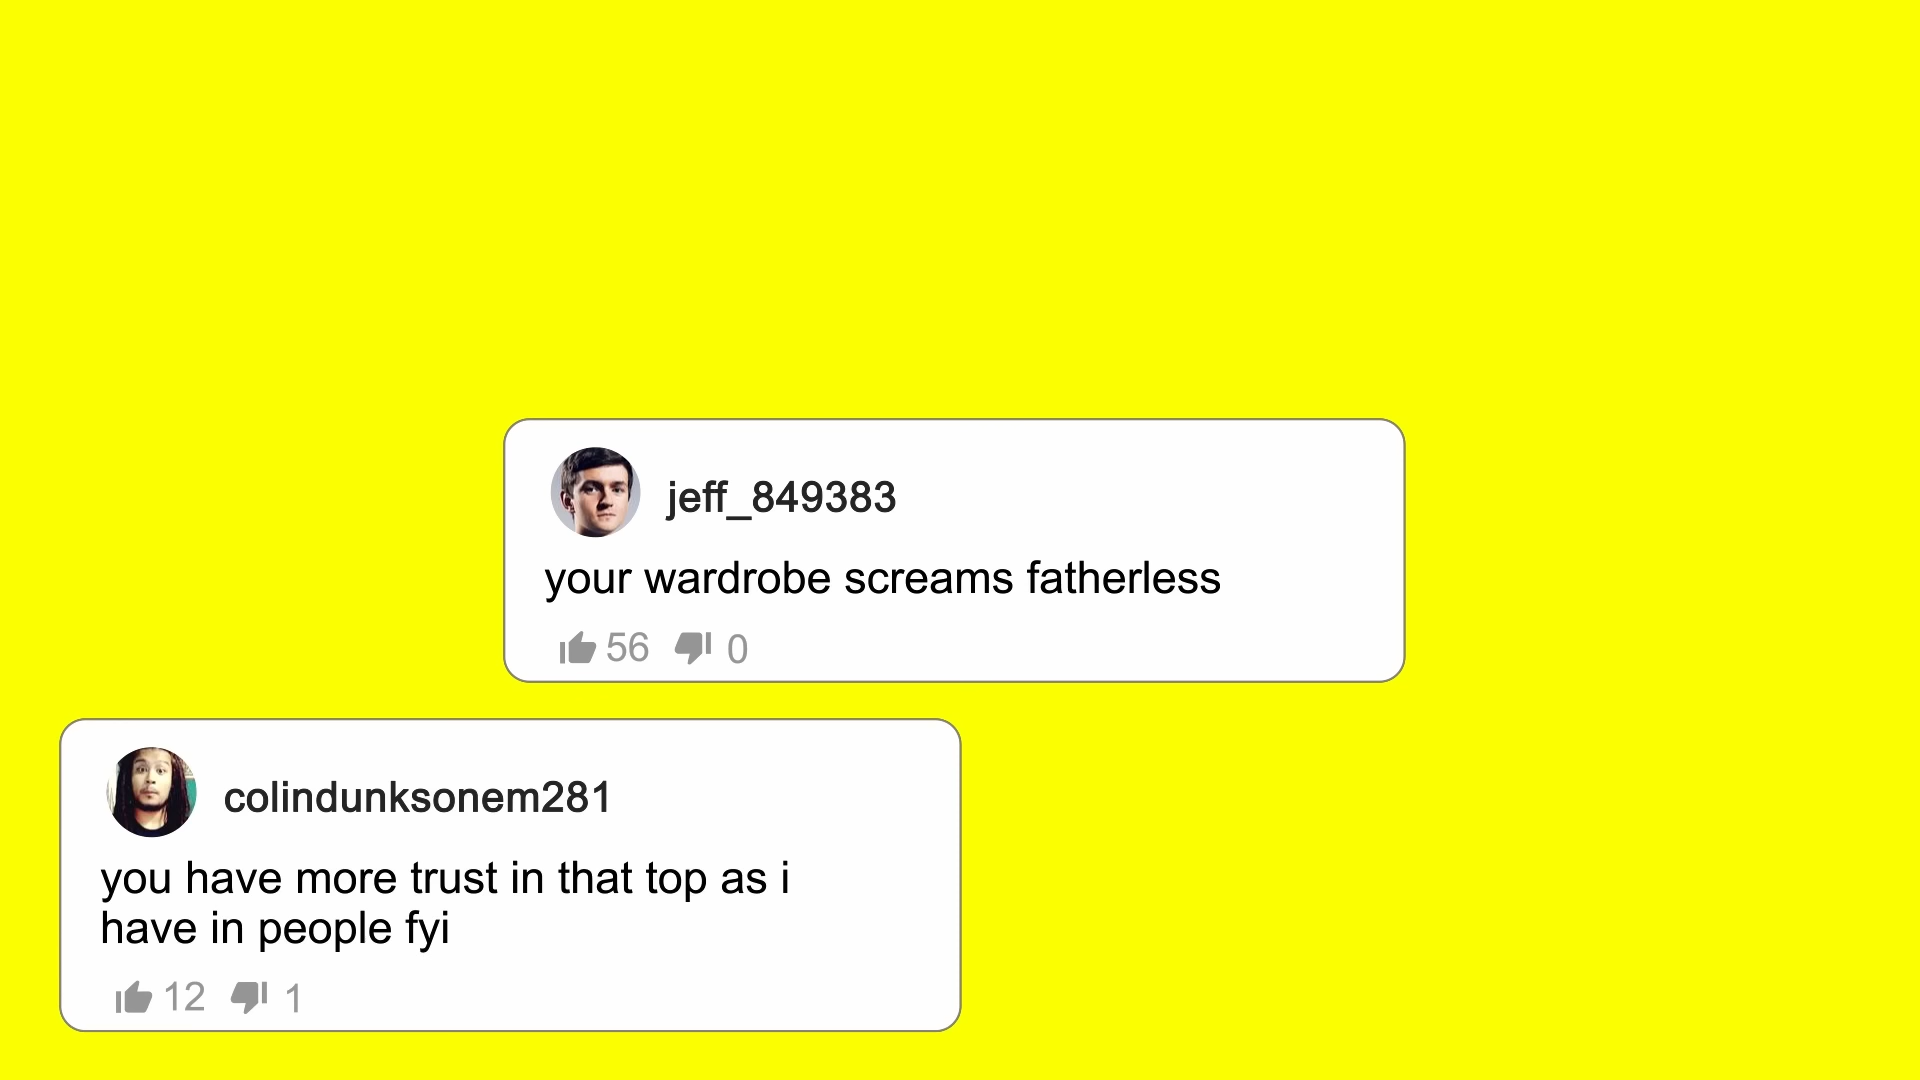 jeff_849383
your wardrobe screams fatherless
56 0
colindunksonem281
you have more trust in that top as i
have in people fyi
12 1